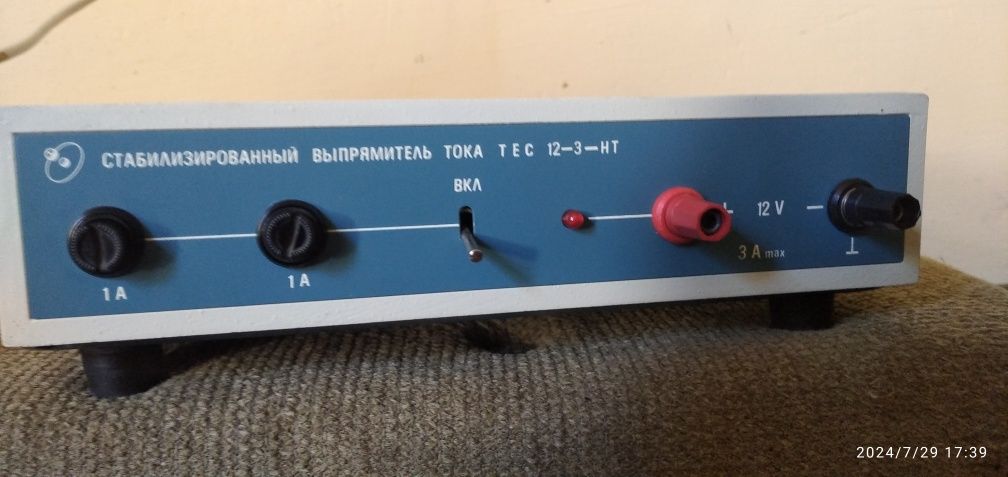 СТАБИЛИЗИРОВАННЫЙ ВЫПРЯМИТЕЛЬ ТОКА ТЕС 12-3-НТ
ВКЛ
+ 12 V −
1 A
1 A
3 A max
2024/7/29 17:39